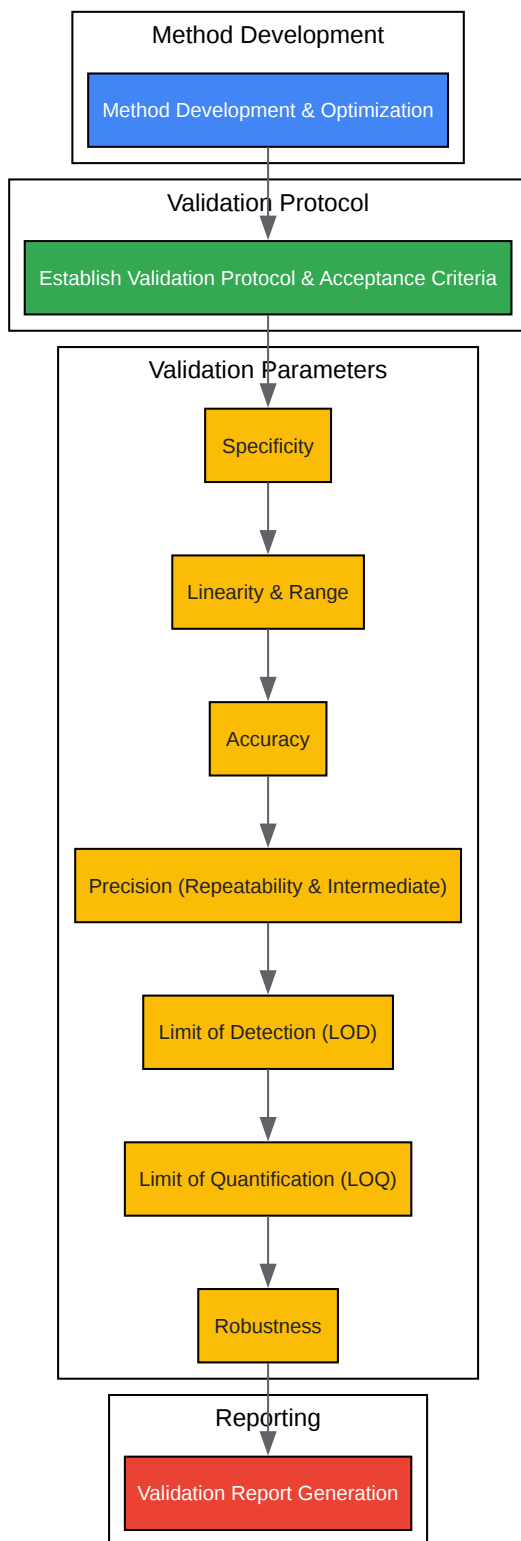 Method Development
Method Development & Optimization
Validation Protocol
Establish Validation Protocol & Acceptance Criteria
Validation Parameters
Specificity
Linearity & Range
Accuracy
Precision (Repeatability & Intermediate)
Limit of Detection (LOD)
Limit of Quantification (LOQ)
Robustness
Reporting
Validation Report Generation